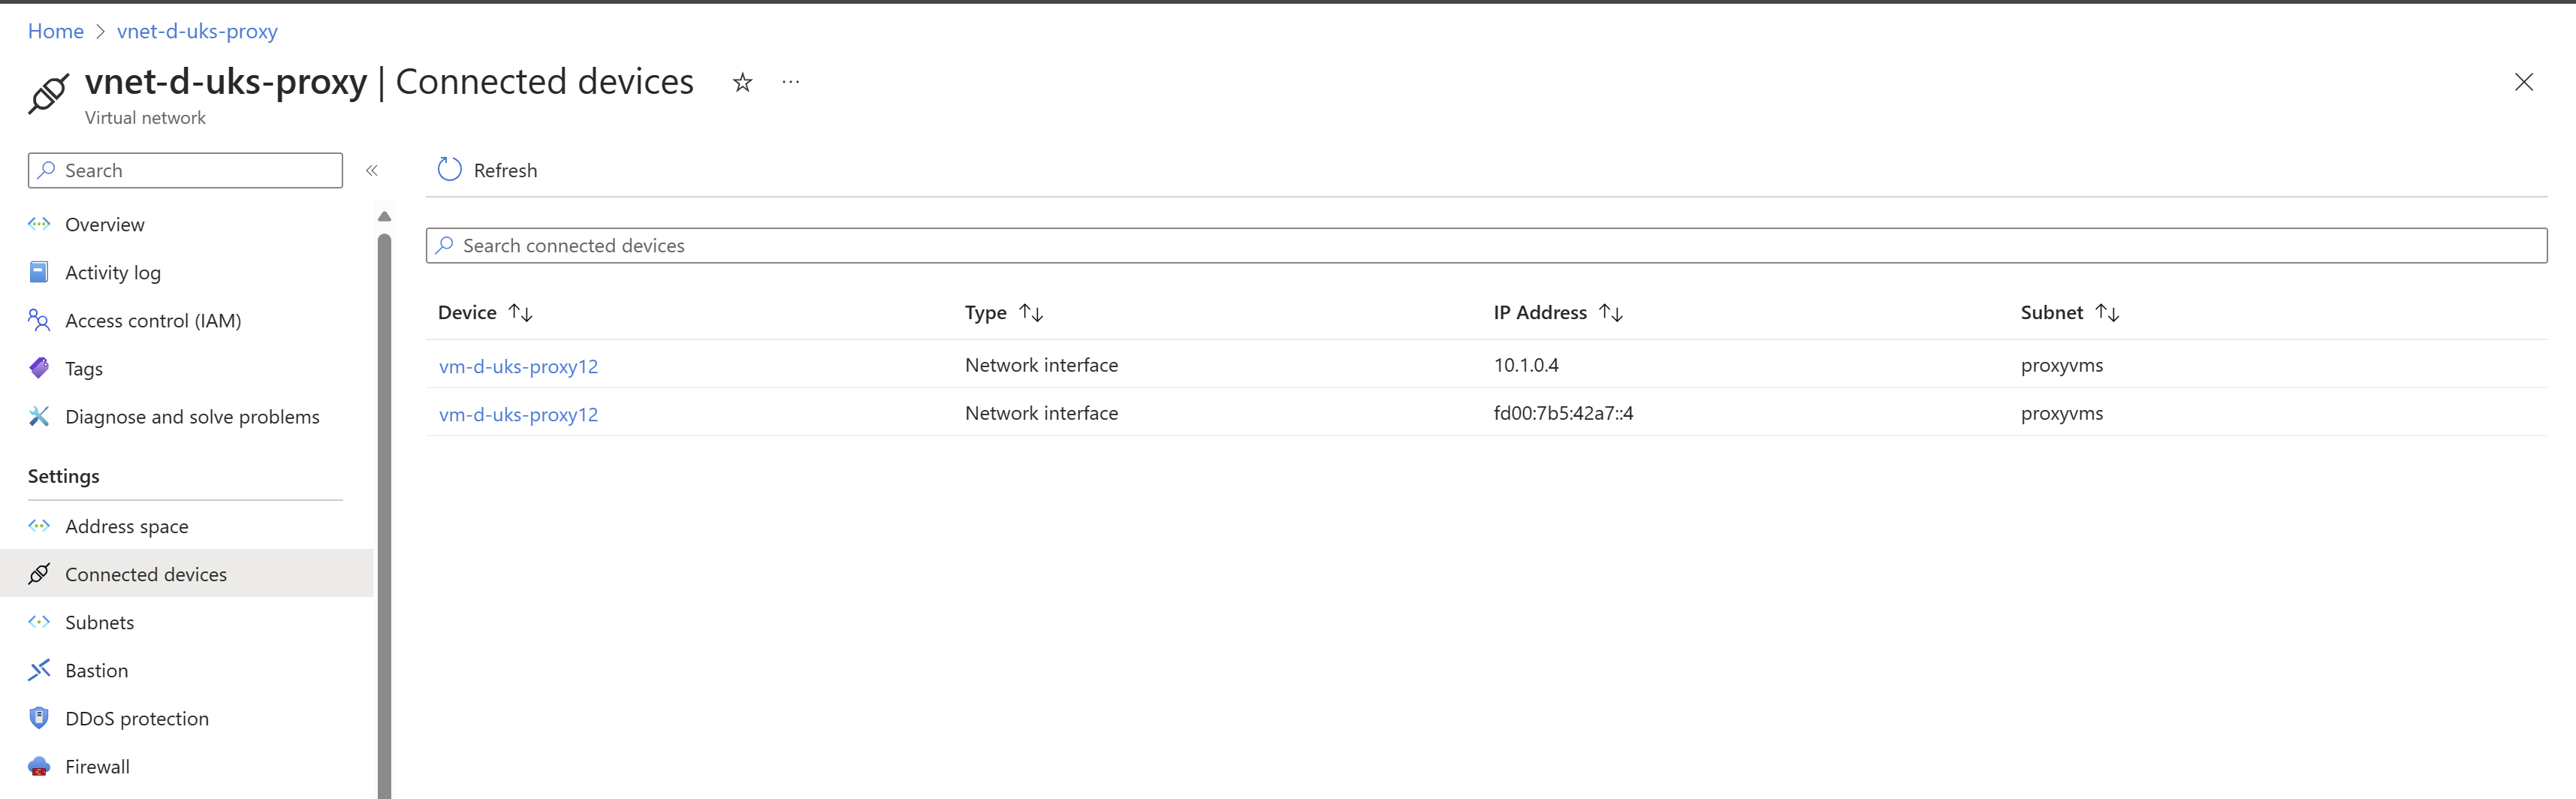 Home > vnet-d-uks-proxy
vnet-d-uks-proxy | Connected devices
Virtual network
Search
Refresh
Overview
Activity log
Access control (IAM)
Tags
Diagnose and solve problems
Settings
Address space
Connected devices
Subnets
Bastion
DDoS protection
Firewall
Search connected devices
Device Type IP Address Subnet
vm-d-uks-proxy12 Network interface 10.1.0.4 proxyvms
vm-d-uks-proxy12 Network interface fd00:7b5:42a7::4 proxyvms